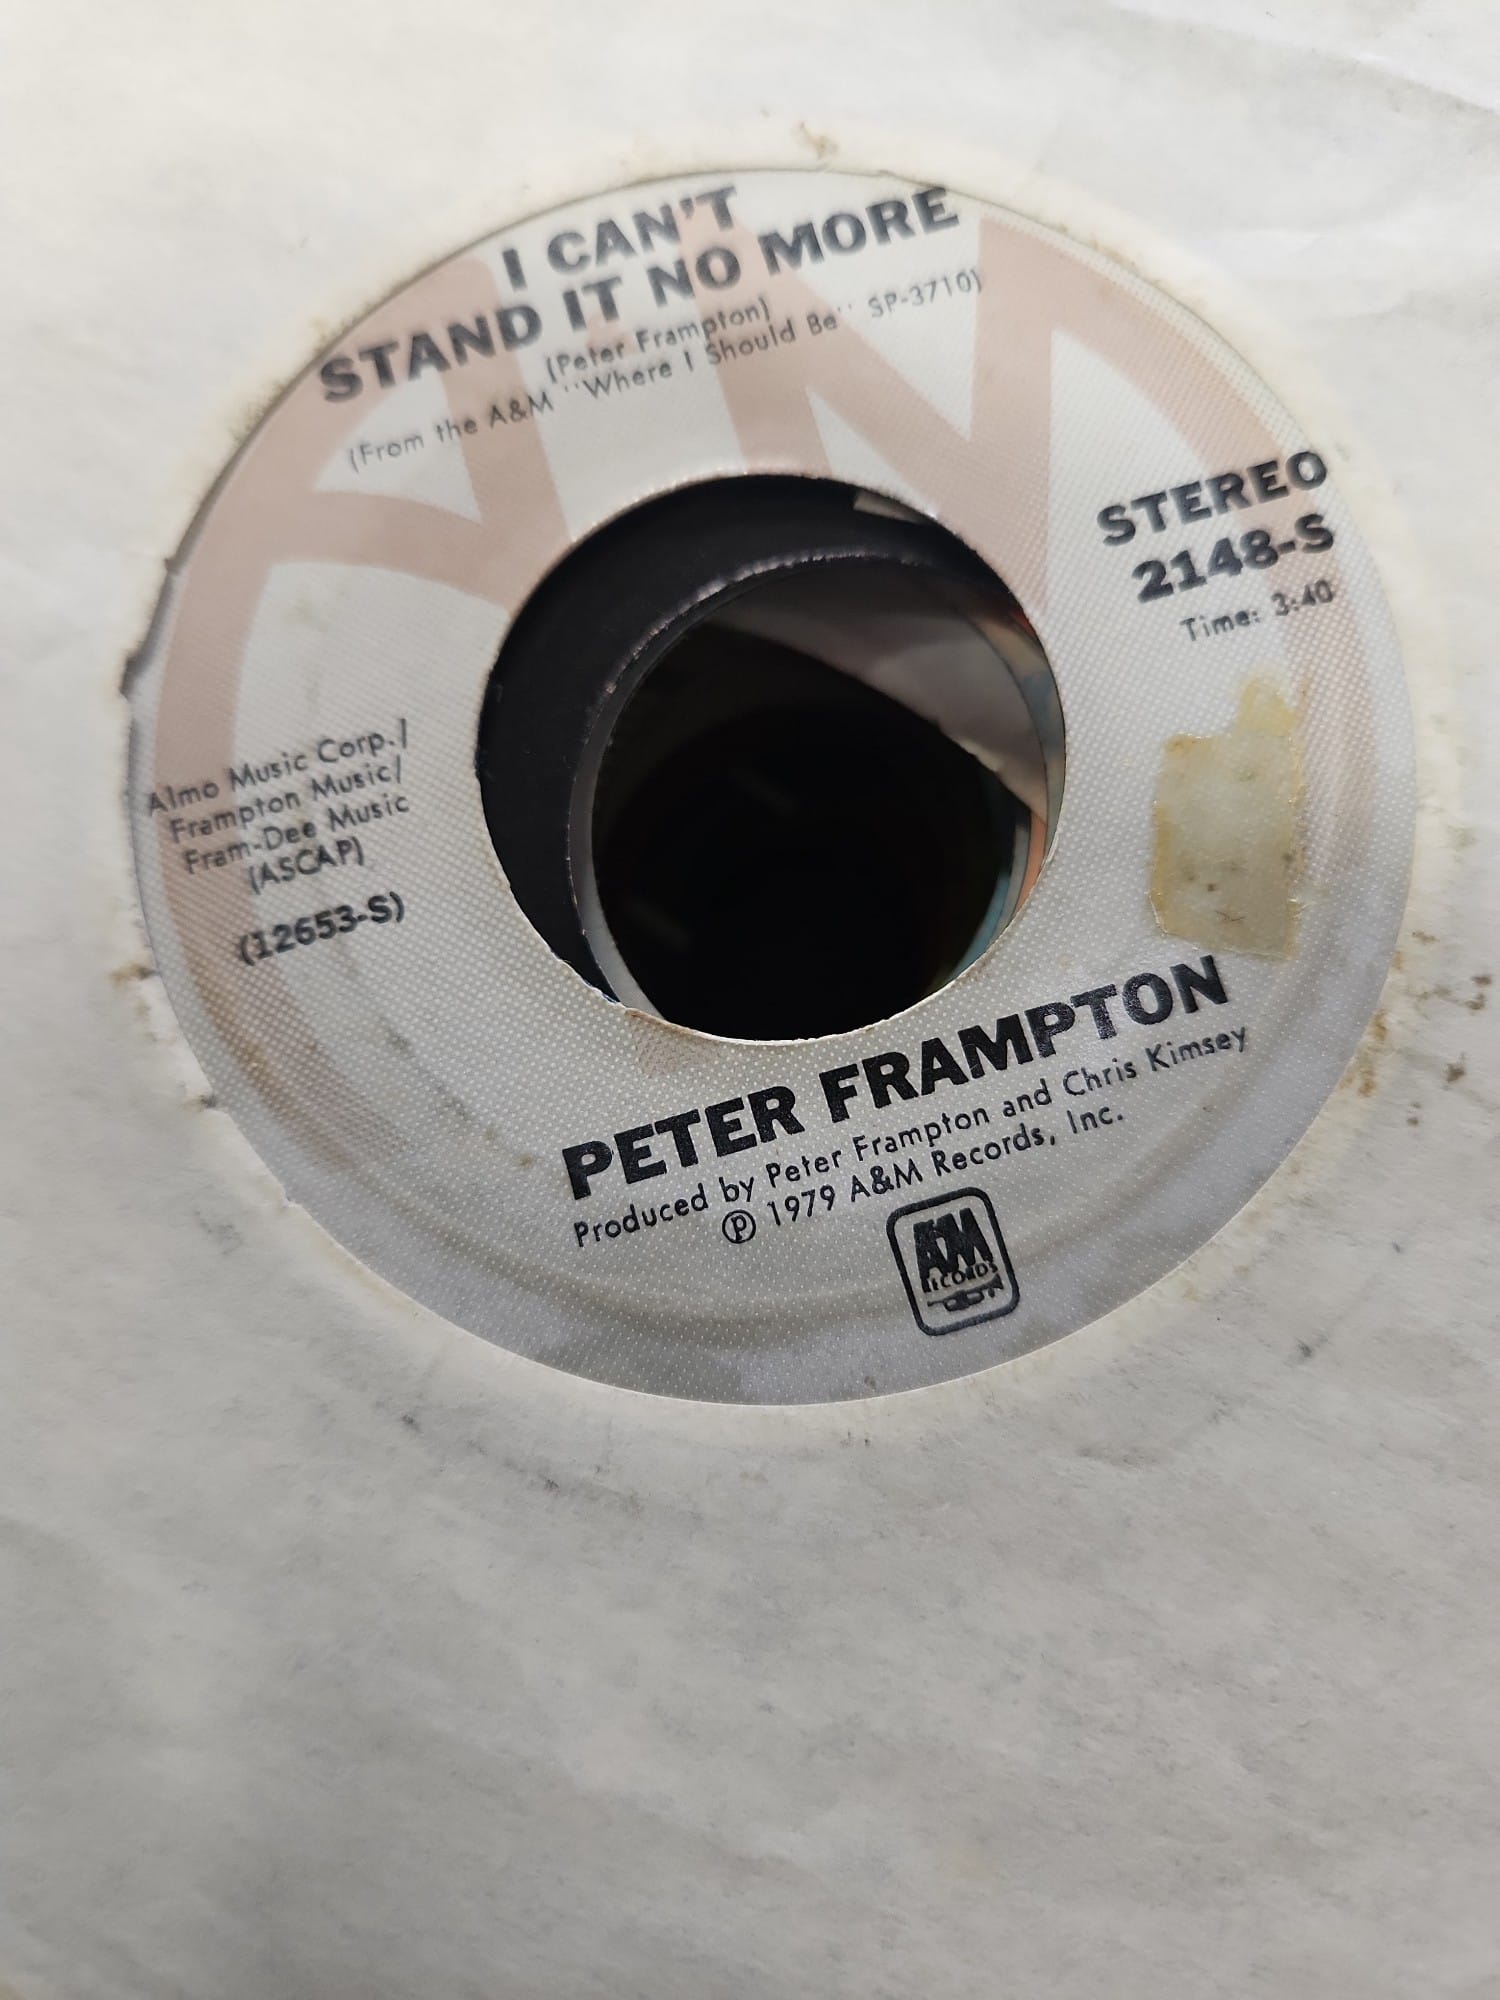 I CAN'T
STAND IT NO MORE
(Peter Frampton)
(From the A&M "Where I Should Be" SP-3710)
STEREO
2148-S
Time: 3:40
Almo Music Corp./
Frampton Music/
Fram-Dee Music
(ASCAP)
(12653-S)
PETER FRAMPTON
Produced by Peter Frampton and Chris Kimsey
℗ 1979 A&M Records, Inc.
A&M
RECORDS